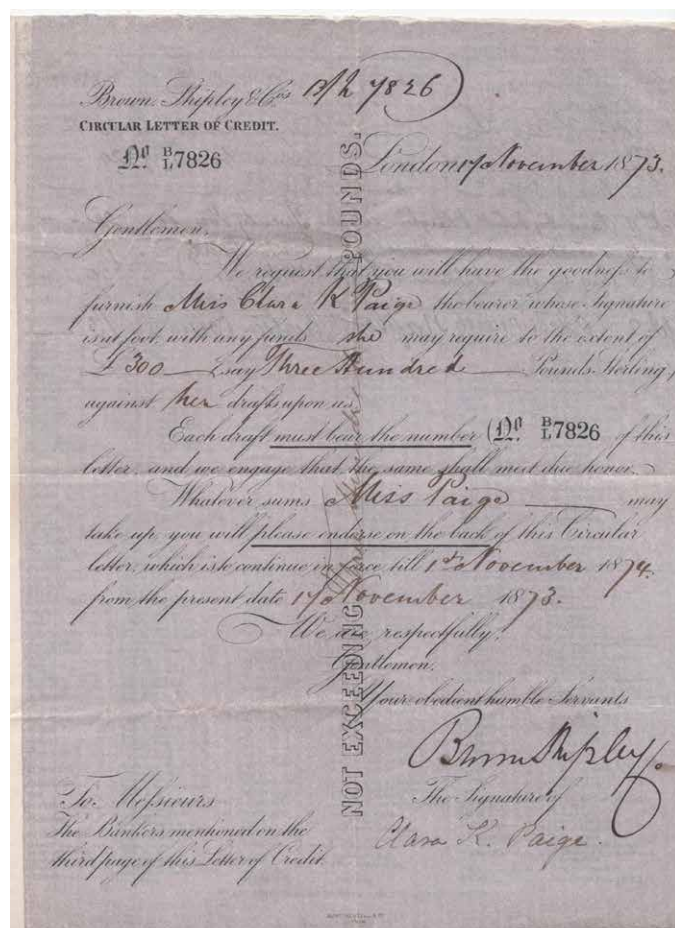 Brown, Shipley & Cos B/L 7826
CIRCULAR LETTER OF CREDIT.
No. B/L 7826
London 17 November 1873.
Gentlemen,
We request that you will have the goodness to
furnish Miss Clara K Paige the bearer whose Signature
is at foot, with any funds she may require to the extent of
£300 say Three Hundred Pounds Sterling,
against her drafts upon us.
Each draft must bear the number (No. B/L 7826 of this
letter, and we engage that the same shall meet due honor.
Whatever sums Miss Paige may
take up, you will please endorse on the back of this Circular
letter, which is to continue in force till 1st November 1874.
from the present date 17 November 1873.
We are, respectfully,
Gentlemen,
Your obedient humble Servants
Brown Shipley
To Messieurs
The Bankers mentioned on the
third page of this Letter of Credit.
The Signature of
Clara K. Paige.
NOT EXCEEDING Three Hundred POUNDS.